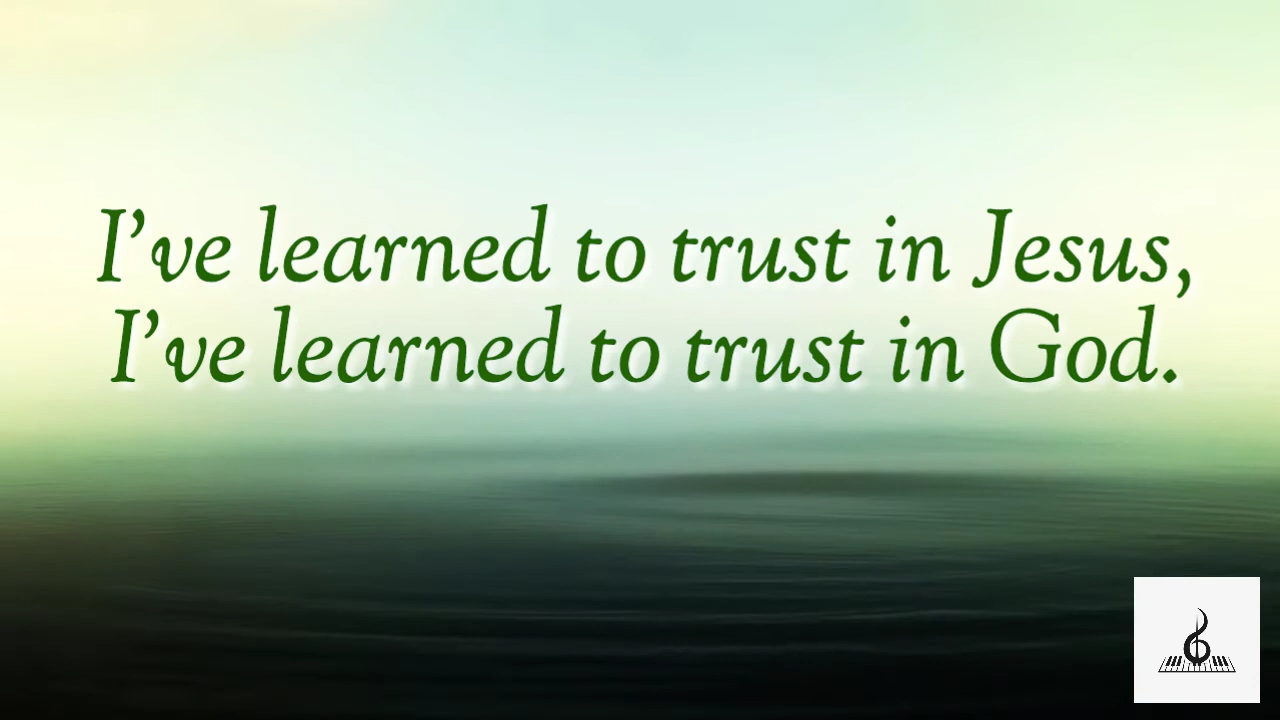 I’ve learned to trust in Jesus,
I’ve learned to trust in God.